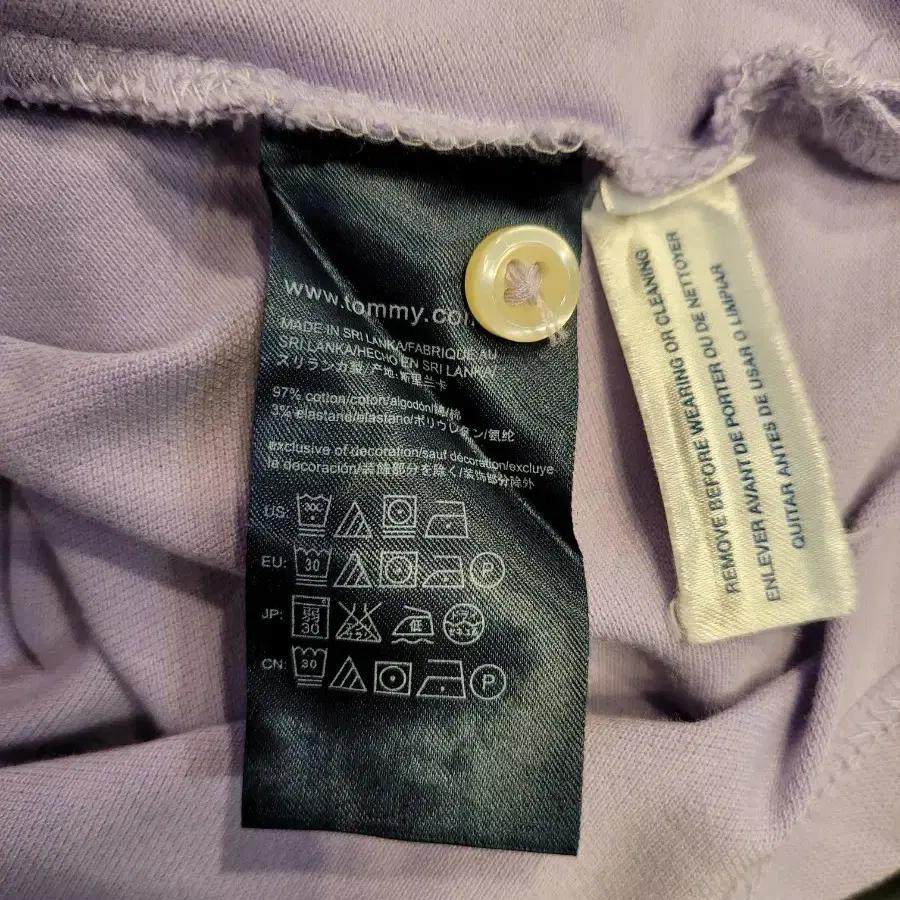 www.tommy.co
MADE IN SRI LANKA/FABRIQUE AU
SRI LANKA/HECHO EN SRI LANKA/
スリランカ製/产地:斯里兰卡
97% cotton/coton/algodón/綿/棉
3% elastane/elastano/ポリウレタン/氨纶
exclusive of decoration/sauf décoration/excluye
la decoración/装飾部分を除く/装饰部分除外
US: 30C
EU: 30 P
JP: 30 低
CN: 30 P
REMOVE BEFORE WEARING OR CLEANING
ENLEVER AVANT DE PORTER OU DE NETTOYER
QUITAR ANTES DE USAR O LIMPIAR